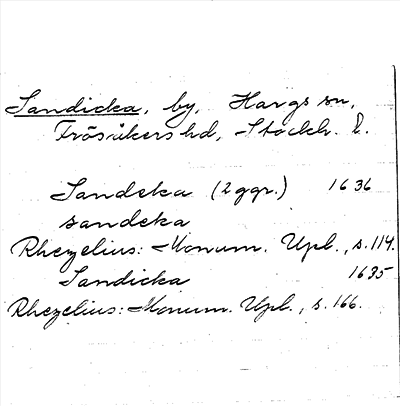 Sandicka, by, Hargs sn,
Frösåkers hd, Stockh. l.
Sandeka (2 ggr.) 1636
sandeka
Rhezelius: Monum. Upl., s. 114.
Sandicka 1635
Rhezelius: Monum. Upl., s. 166.